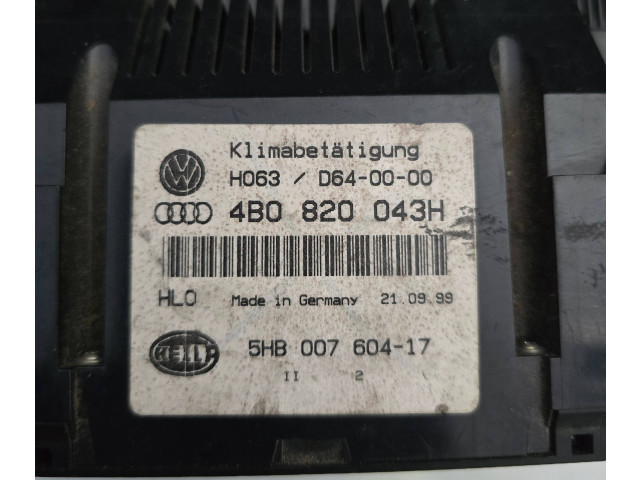 Klimabetätigung
H063 / D64-00-00
4B0 820 043H
HLO Made in Germany 21.09.99
HELLA 5HB 007 604-17
II 2